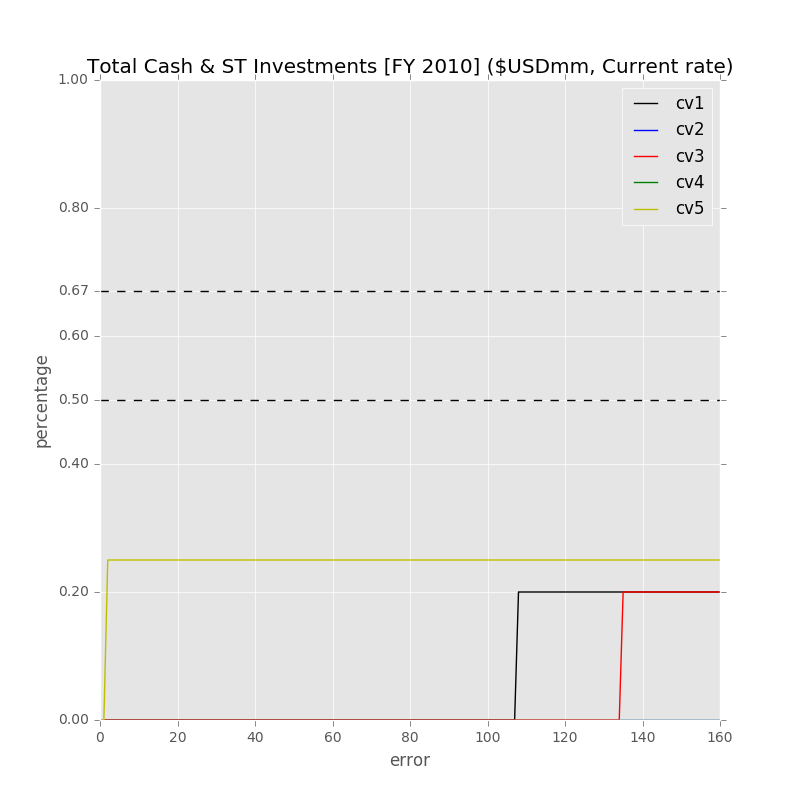 Total Cash & ST Investments [FY 2010] ($USDmm, Current rate)
1.00
0.80
0.67
0.60
0.50
0.40
0.20
0.00
percentage
cv1
cv2
cv3
cv4
cv5
0 20 40 60 80 100 120 140 160
error